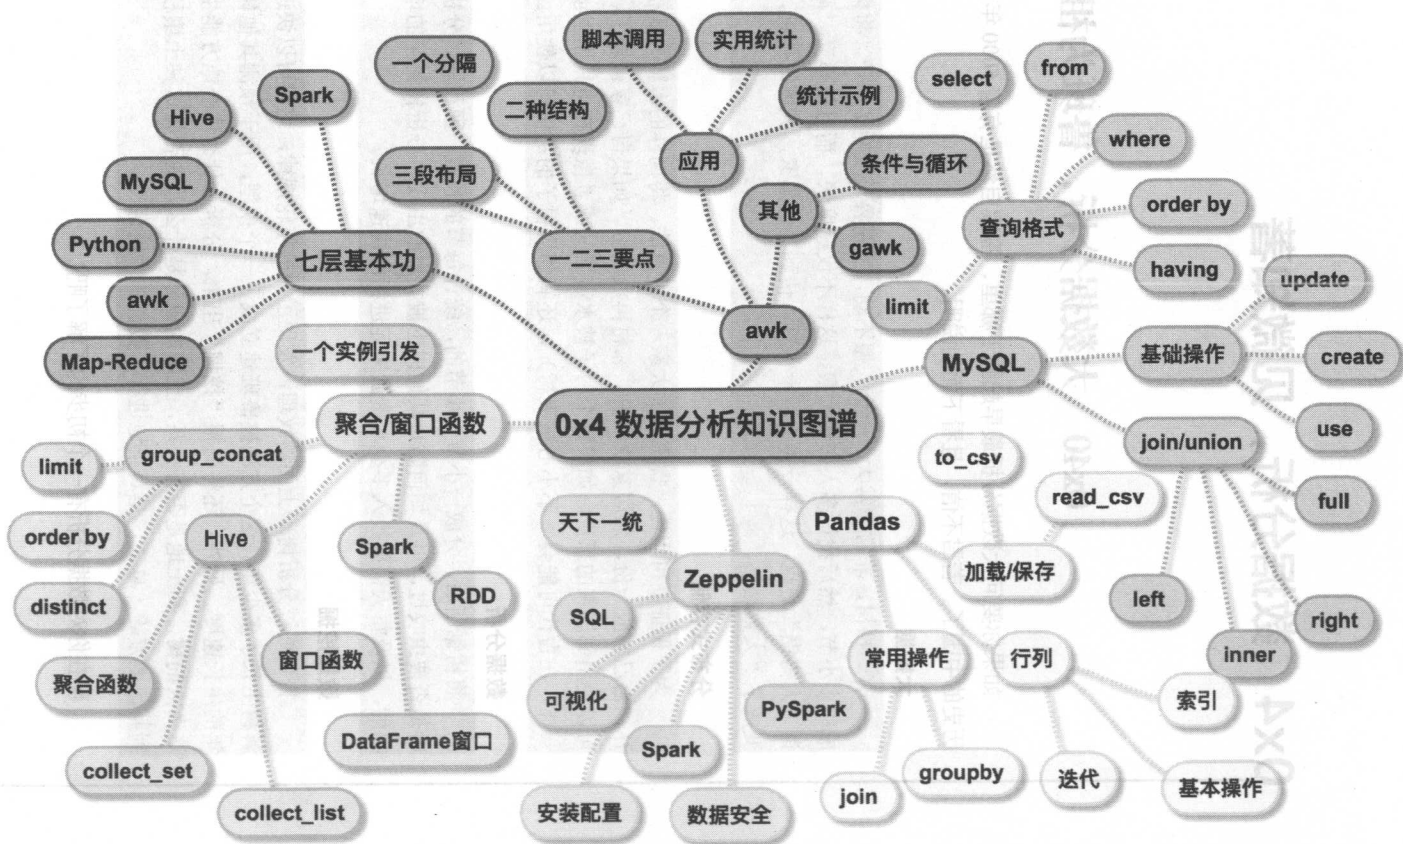 0x4 数据分析知识图谱
七层基本功
Spark
Hive
MySQL
Python
awk
Map-Reduce
awk
一二三要点
一个分隔
二种结构
三段布局
应用
脚本调用
实用统计
统计示例
其他
条件与循环
gawk
MySQL
查询格式
select
from
where
order by
having
limit
基础操作
update
create
use
join/union
full
right
inner
left
Pandas
加载/保存
to_csv
read_csv
行列
索引
基本操作
迭代
常用操作
groupby
join
Zeppelin
天下一统
SQL
可视化
安装配置
Spark
数据安全
PySpark
聚合/窗口函数
一个实例引发
group_concat
limit
order by
distinct
Hive
聚合函数
collect_set
collect_list
窗口函数
Spark
RDD
DataFrame窗口